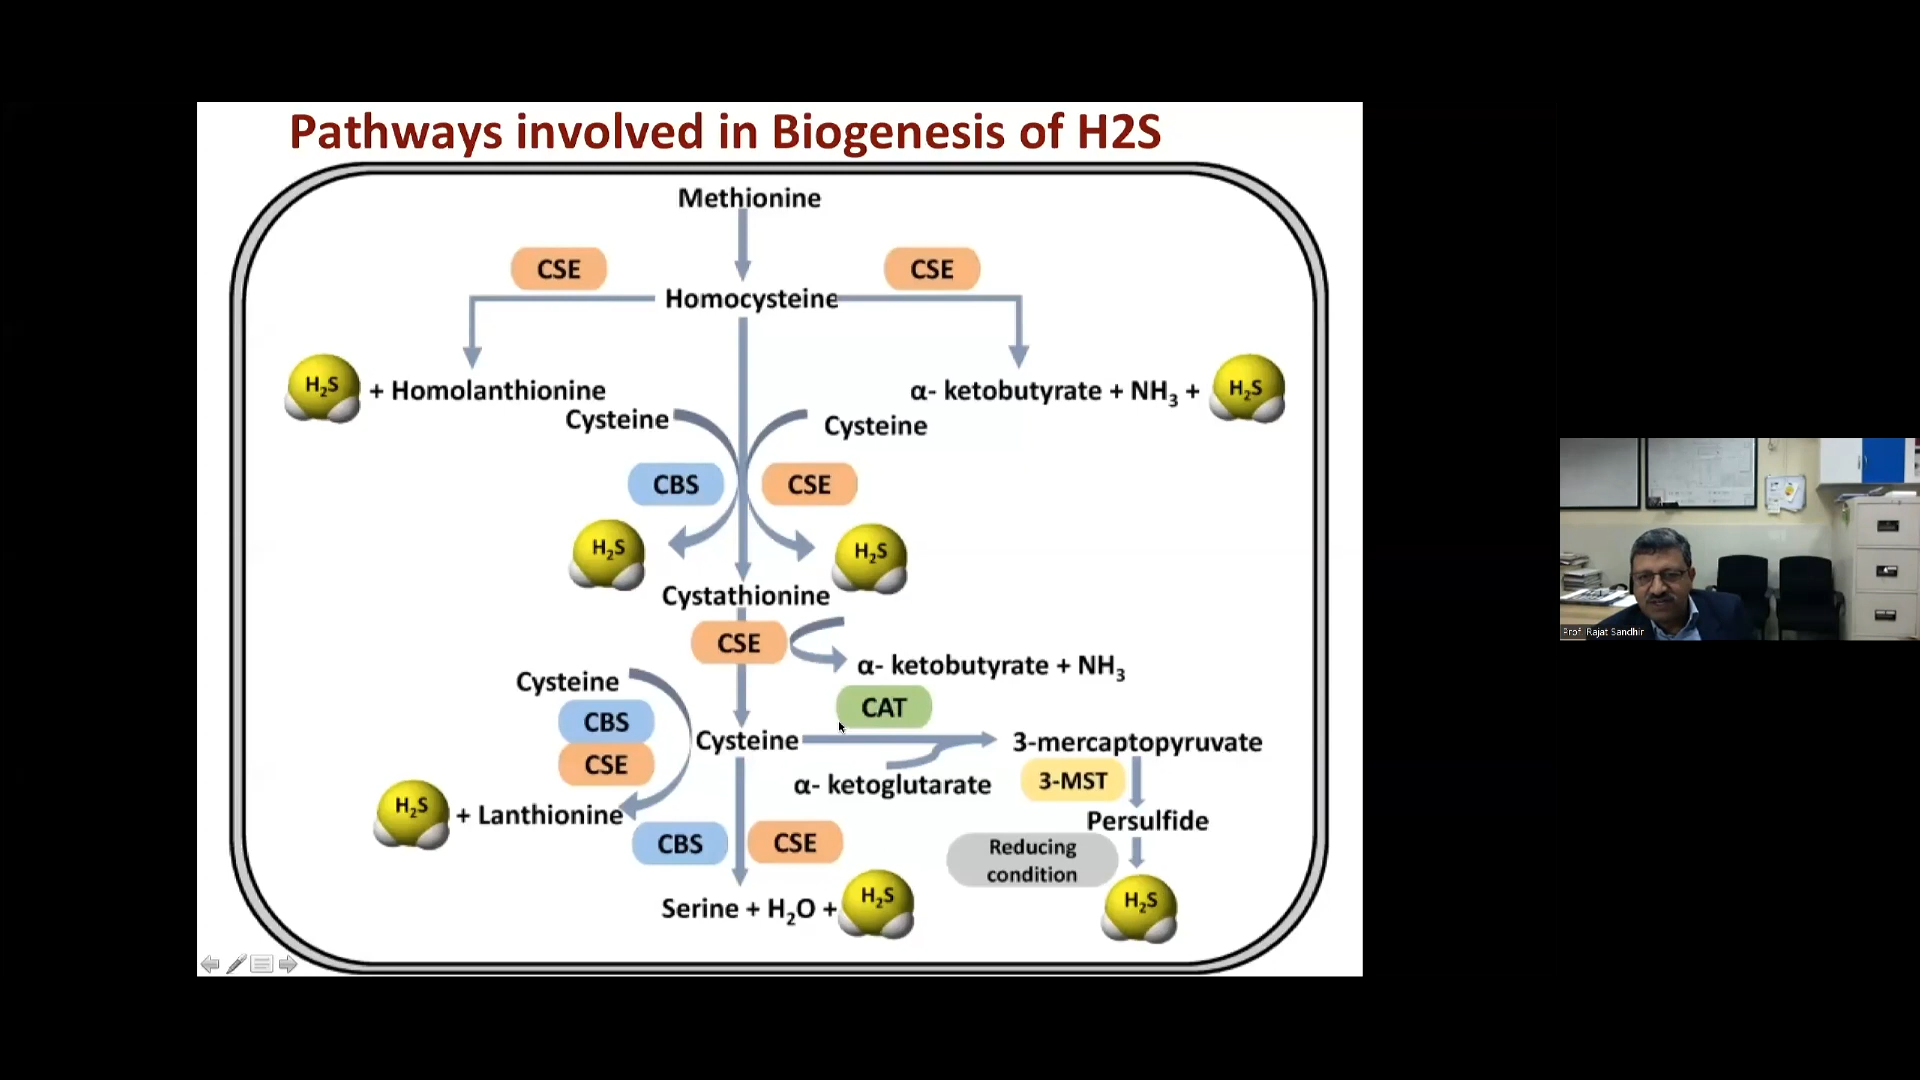 Pathways involved in Biogenesis of H2S
Methionine
CSE
CSE
Homocysteine
H₂S + Homolanthionine
α- ketobutyrate + NH₃ + H₂S
Cysteine
Cysteine
CBS
CSE
H₂S
H₂S
Cystathionine
CSE
α- ketobutyrate + NH₃
Cysteine
CAT
CBS
Cysteine
3-mercaptopyruvate
CSE
α- ketoglutarate
3-MST
H₂S + Lanthionine
Persulfide
CBS
CSE
Reducing
condition
Serine + H₂O + H₂S
H₂S
Prof Rajat Sandhir